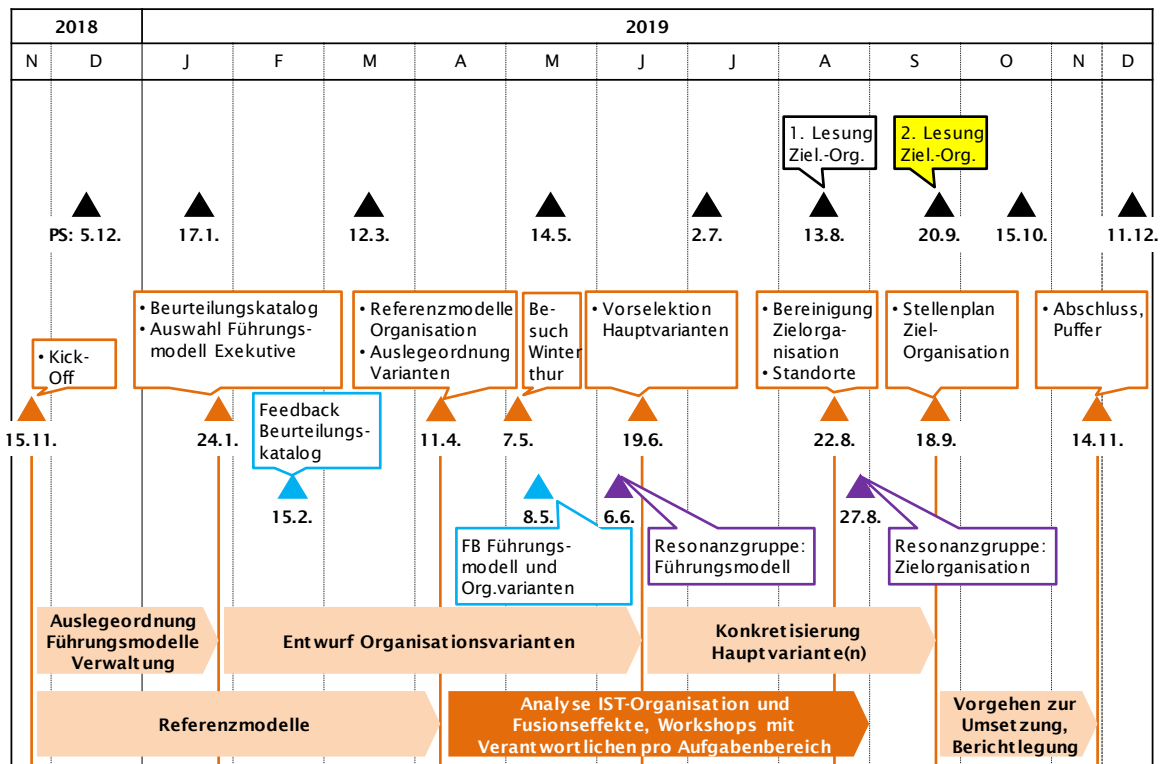 2018
2019
N
D
J
F
M
A
M
J
J
A
S
O
N
D
1. Lesung
Ziel.-Org.
2. Lesung
Ziel.-Org.
PS: 5.12.
17.1.
12.3.
14.5.
2.7.
13.8.
20.9.
15.10.
11.12.
• Kick-
Off
• Beurteilungskatalog
• Auswahl Führungs-
modell Exekutive
• Referenzmodelle
Organisation
• Auslegeordnung
Varianten
Be-
such
Winter
thur
• Vorselektion
Hauptvarianten
• Bereinigung
Zielorga-
nisation
• Standorte
• Stellenplan
Ziel-
Organisation
• Abschluss,
Puffer
15.11.
24.1.
11.4.
7.5.
19.6.
22.8.
18.9.
14.11.
Feedback
Beurteilungs-
katalog
15.2.
8.5.
6.6.
27.8.
FB Führungs-
modell und
Org.varianten
Resonanzgruppe:
Führungsmodell
Resonanzgruppe:
Zielorganisation
Auslegeordnung
Führungsmodelle
Verwaltung
Entwurf Organisationsvarianten
Konkretisierung
Hauptvariante(n)
Referenzmodelle
Analyse IST-Organisation und
Fusionseffekte, Workshops mit
Verantwortlichen pro Aufgabenbereich
Vorgehen zur
Umsetzung,
Berichtlegung